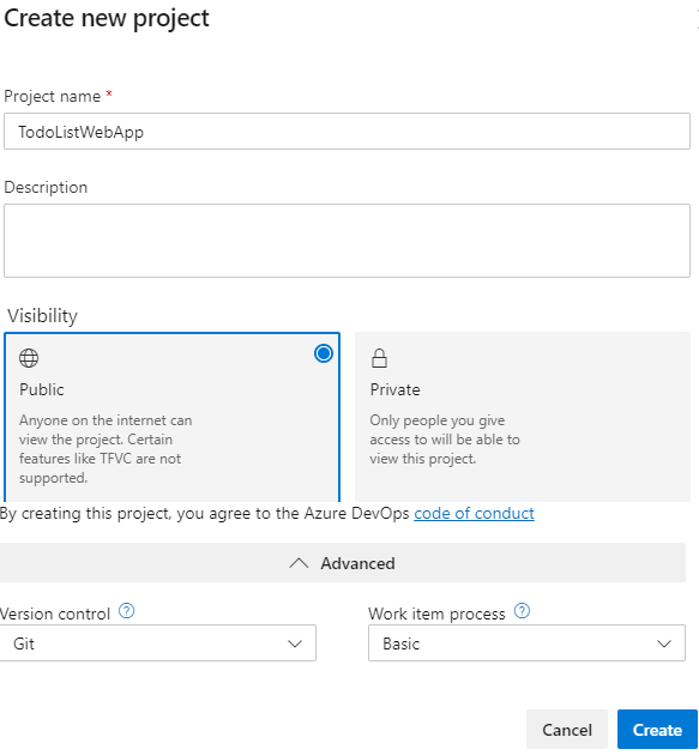 Create new project
Project name *
TodoListWebApp
Description
Visibility
Public
Anyone on the internet can
view the project. Certain
features like TFVC are not
supported.
Private
Only people you give
access to will be able to
view this project.
By creating this project, you agree to the Azure DevOps code of conduct
Advanced
Version control ?
Git
Work item process ?
Basic
Cancel
Create